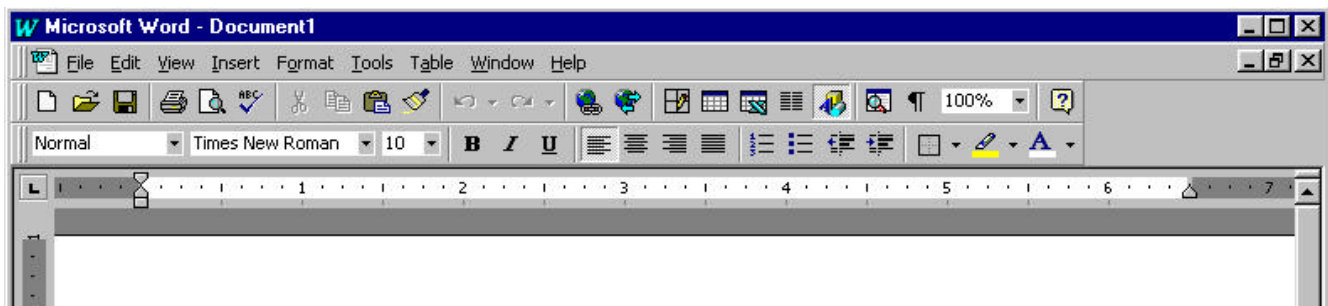 W Microsoft Word - Document1
W File Edit View Insert Format Tools Table Window Help
ABC ¶ 100% ?
Normal Times New Roman 10 B I U A
L 1 2 3 4 5 6 7